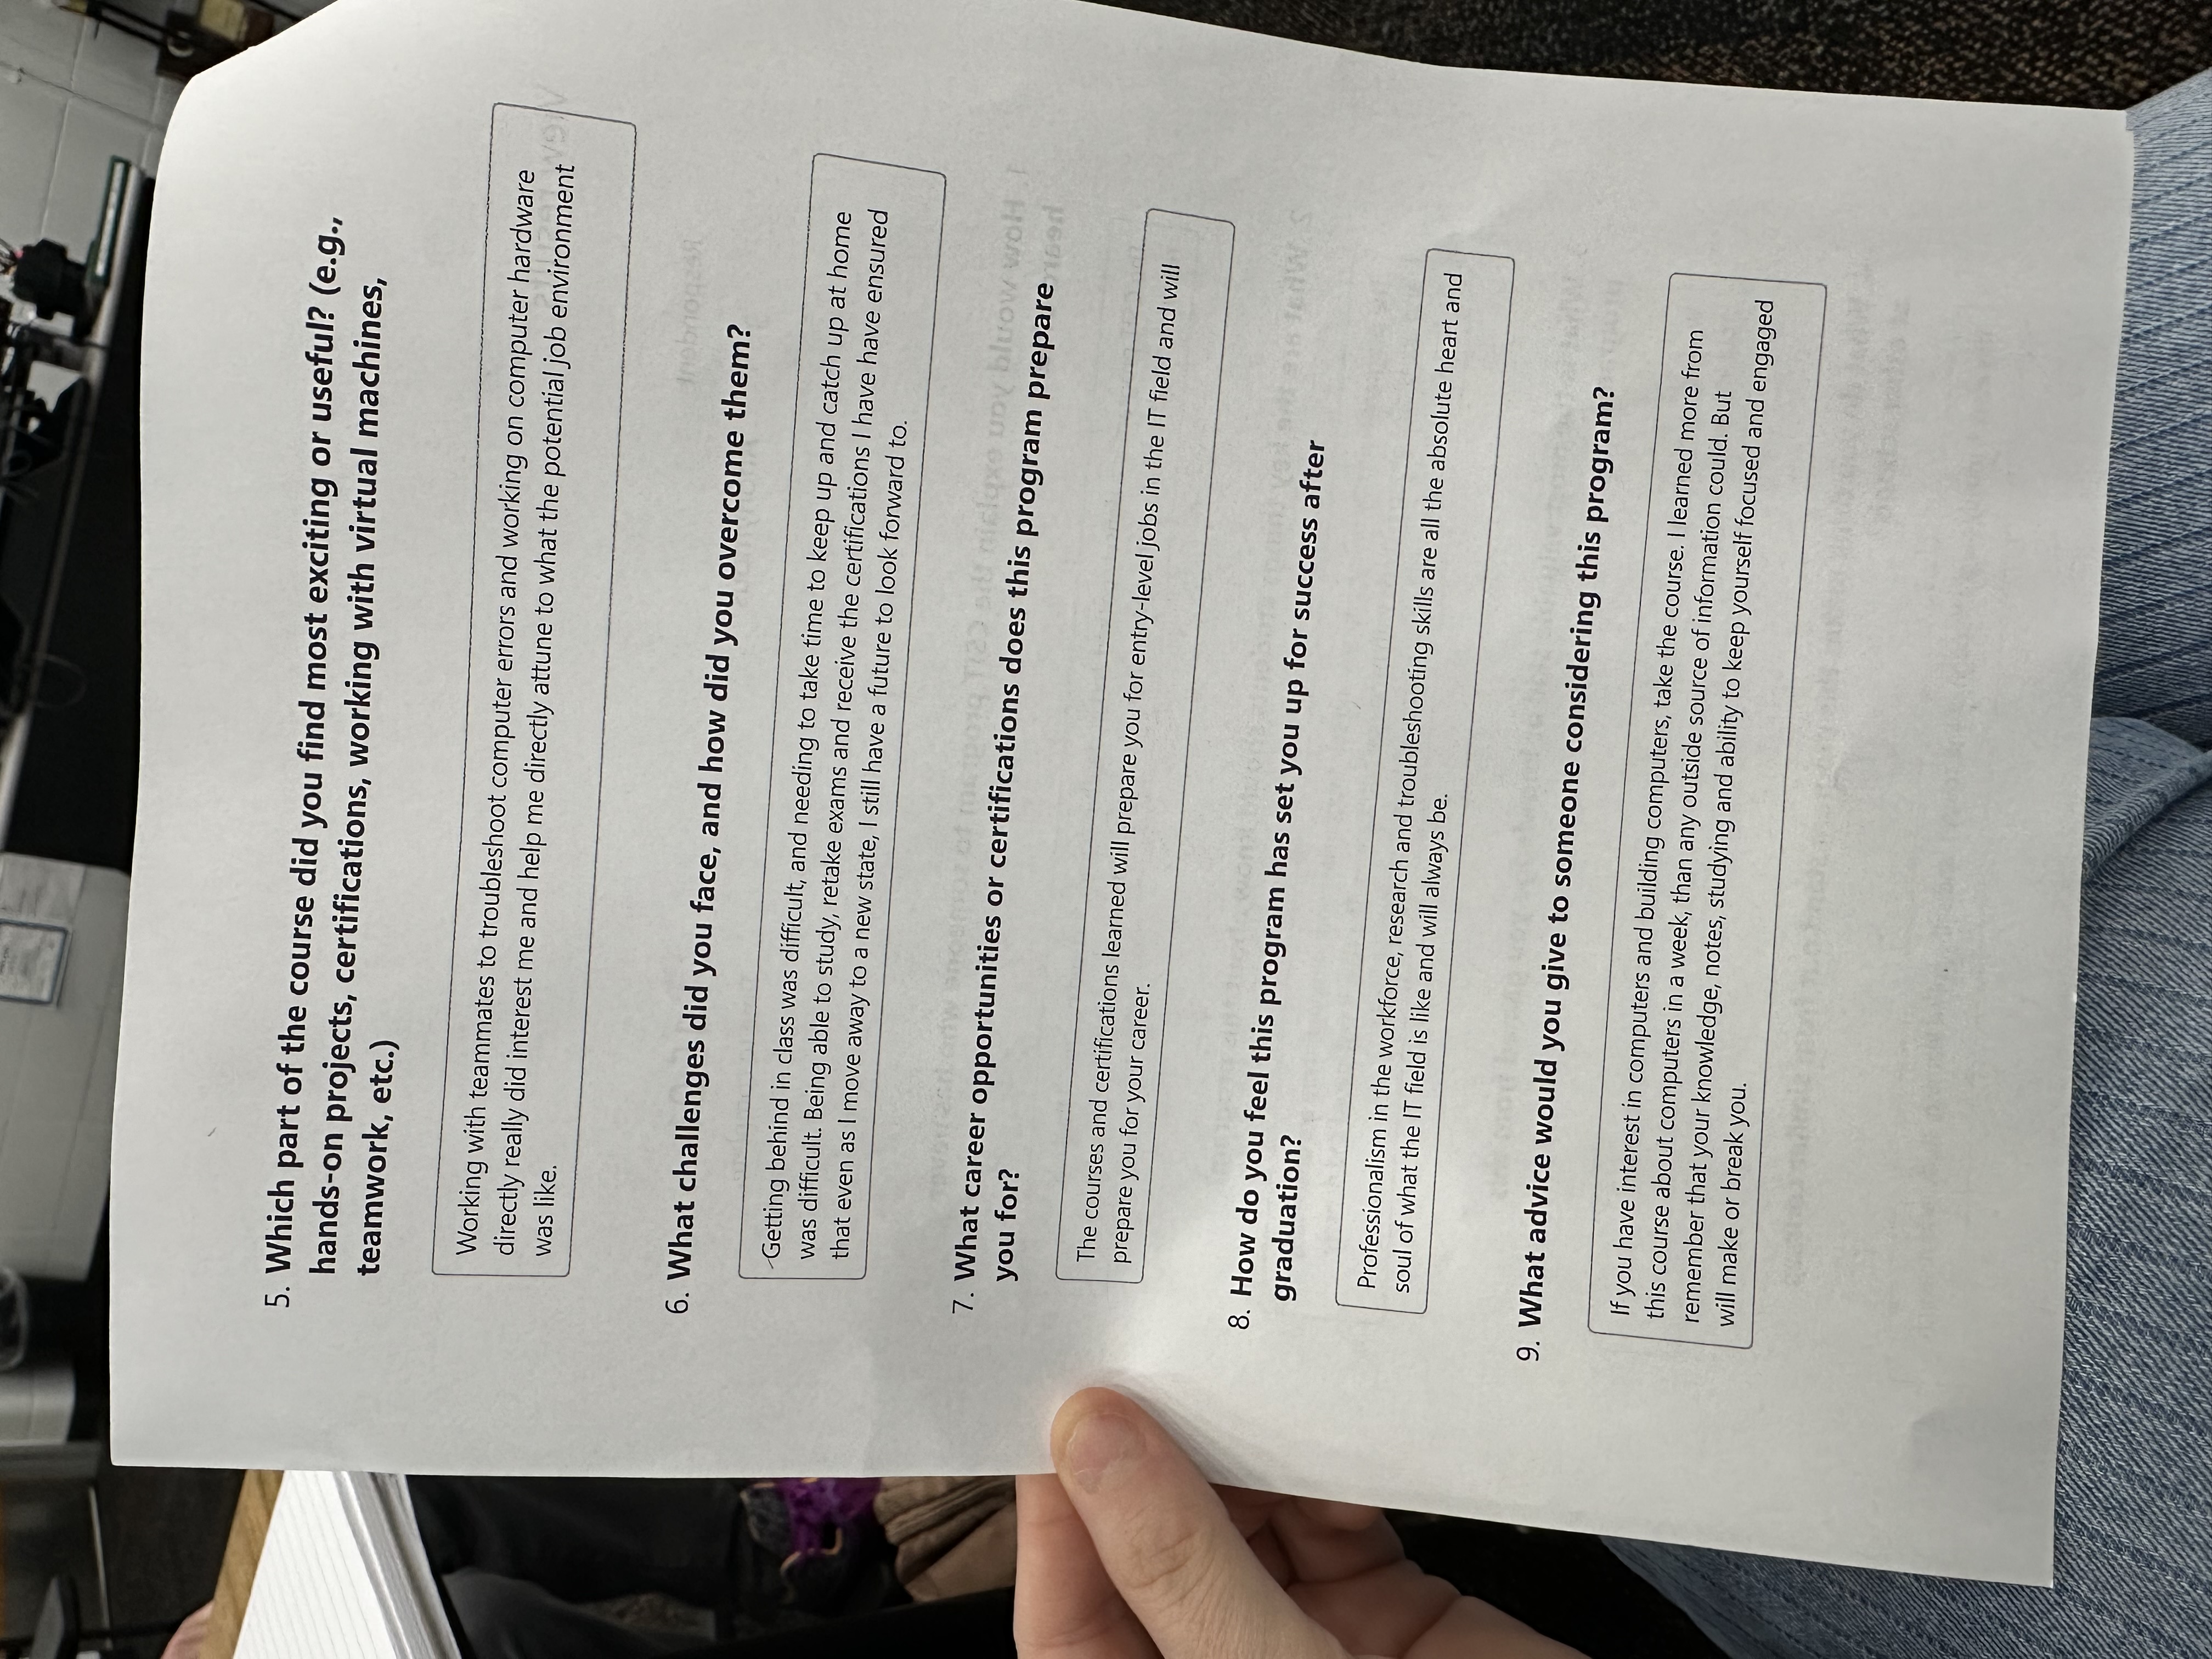 5. Which part of the course did you find most exciting or useful? (e.g.,
hands-on projects, certifications, working with virtual machines,
teamwork, etc.)
Working with teammates to troubleshoot computer errors and working on computer hardware
directly really did interest me and help me directly attune to what the potential job environment
was like.
6. What challenges did you face, and how did you overcome them?
Getting behind in class was difficult, and needing to take time to keep up and catch up at home
was difficult. Being able to study, retake exams and receive the certifications I have have ensured
that even as I move away to a new state, I still have a future to look forward to.
7. What career opportunities or certifications does this program prepare
you for?
The courses and certifications learned will prepare you for entry-level jobs in the IT field and will
prepare you for your career.
8. How do you feel this program has set you up for success after
graduation?
Professionalism in the workforce, research and troubleshooting skills are all the absolute heart and
soul of what the IT field is like and will always be.
9. What advice would you give to someone considering this program?
If you have interest in computers and building computers, take the course. I learned more from
this course about computers in a week, than any outside source of information could. But
remember that your knowledge, notes, studying and ability to keep yourself focused and engaged
will make or break you.